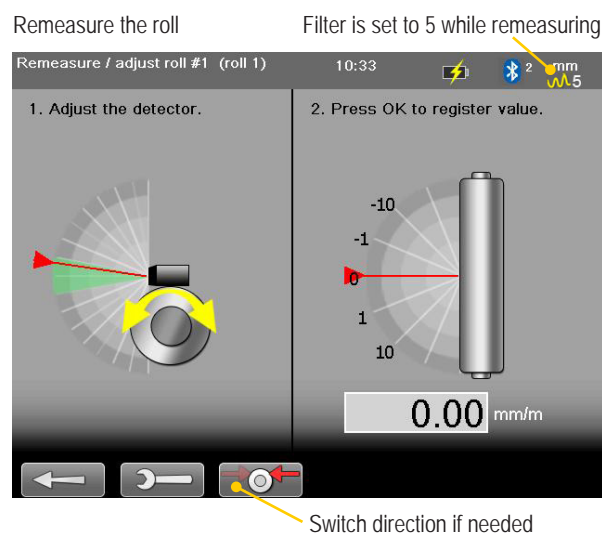 Remeasure the roll
Filter is set to 5 while remeasuring
Remeasure / adjust roll #1 (roll 1)
10:33
2
mm
5
1. Adjust the detector.
2. Press OK to register value.
-10
-1
0
1
10
0.00 mm/m
Switch direction if needed